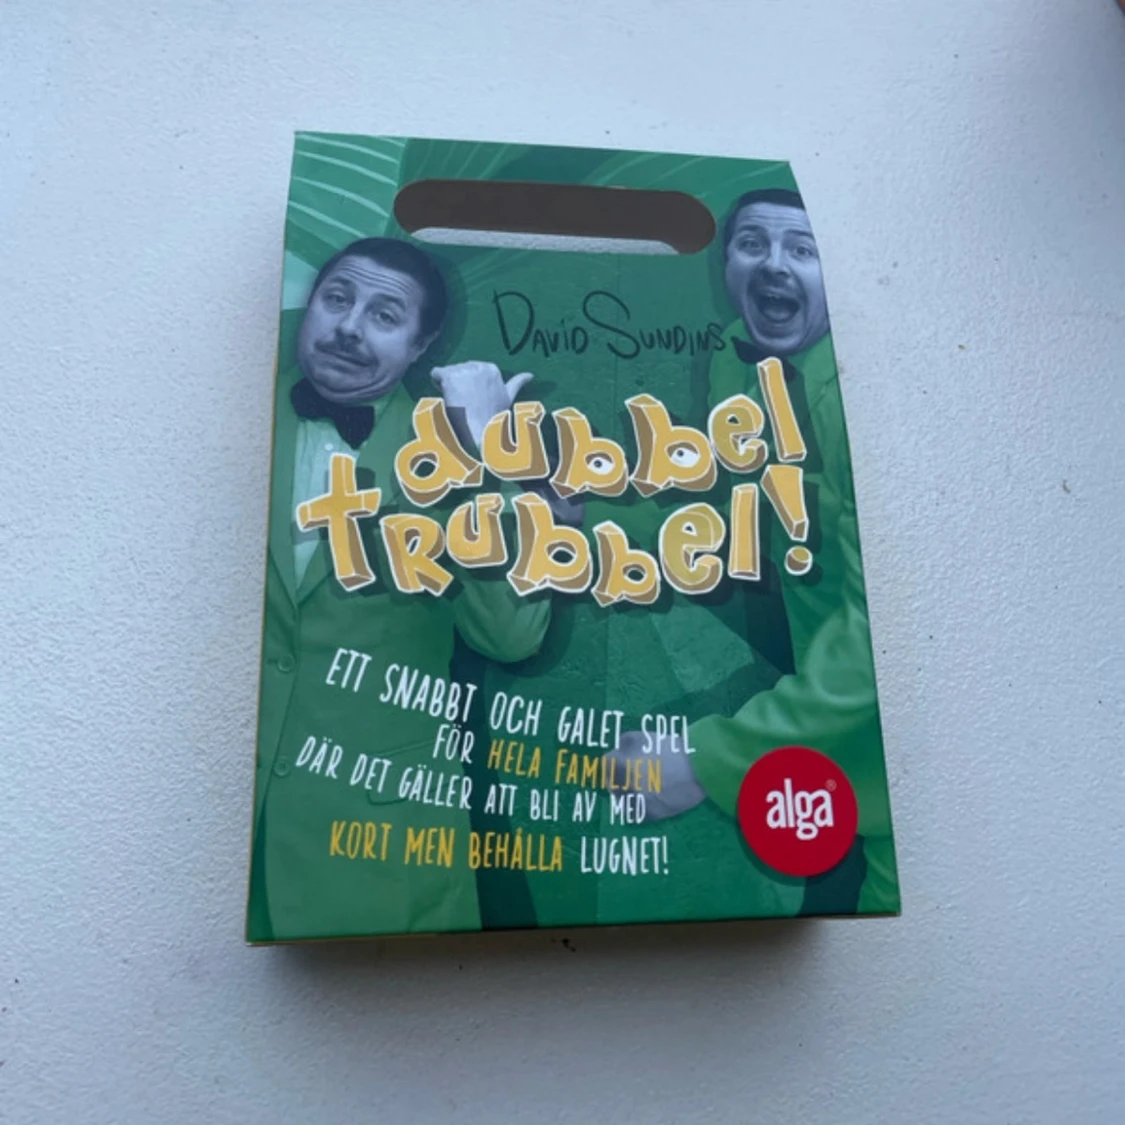 David Sundins
dubbel
trubbel!
ETT SNABBT OCH GALET SPEL
FÖR HELA FAMILJEN
DÄR DET GÄLLER ATT BLI AV MED
KORT MEN BEHÅLLA LUGNET!
alga®